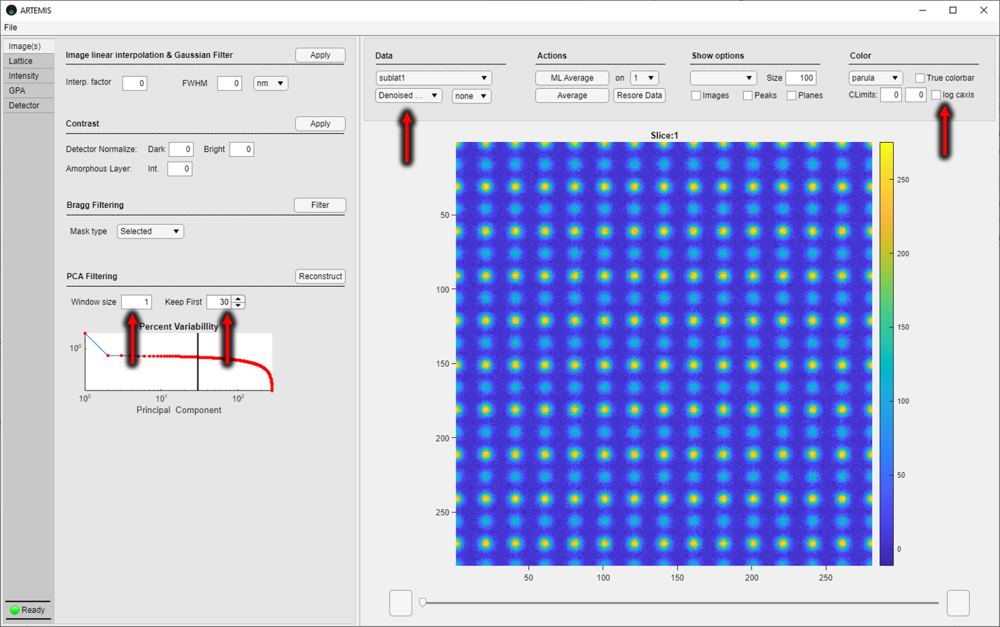 ARTEMIS
File
Image(s)
Lattice
Intensity
GPA
Detector
Ready
Image linear interpolation & Gaussian Filter
Apply
Interp. factor 0 FWHM 0 nm
Contrast
Apply
Detector Normalize: Dark 0 Bright 0
Amorphous Layer: Int. 0
Bragg Filtering
Filter
Mask type Selected
PCA Filtering
Reconstruct
Window size 1 Keep First 30
Percent Variabillity
10^0
10^0 10^1 10^2
Principal Component
Data
sublat1
Denoised ... none
Actions
ML Average on 1
Average Resore Data
Show options
Size 100
Images Peaks Planes
Color
parula True colorbar
CLimits: 0 0 log caxis
Slice:1
50
100
150
200
250
50 100 150 200 250
250
200
150
100
50
0